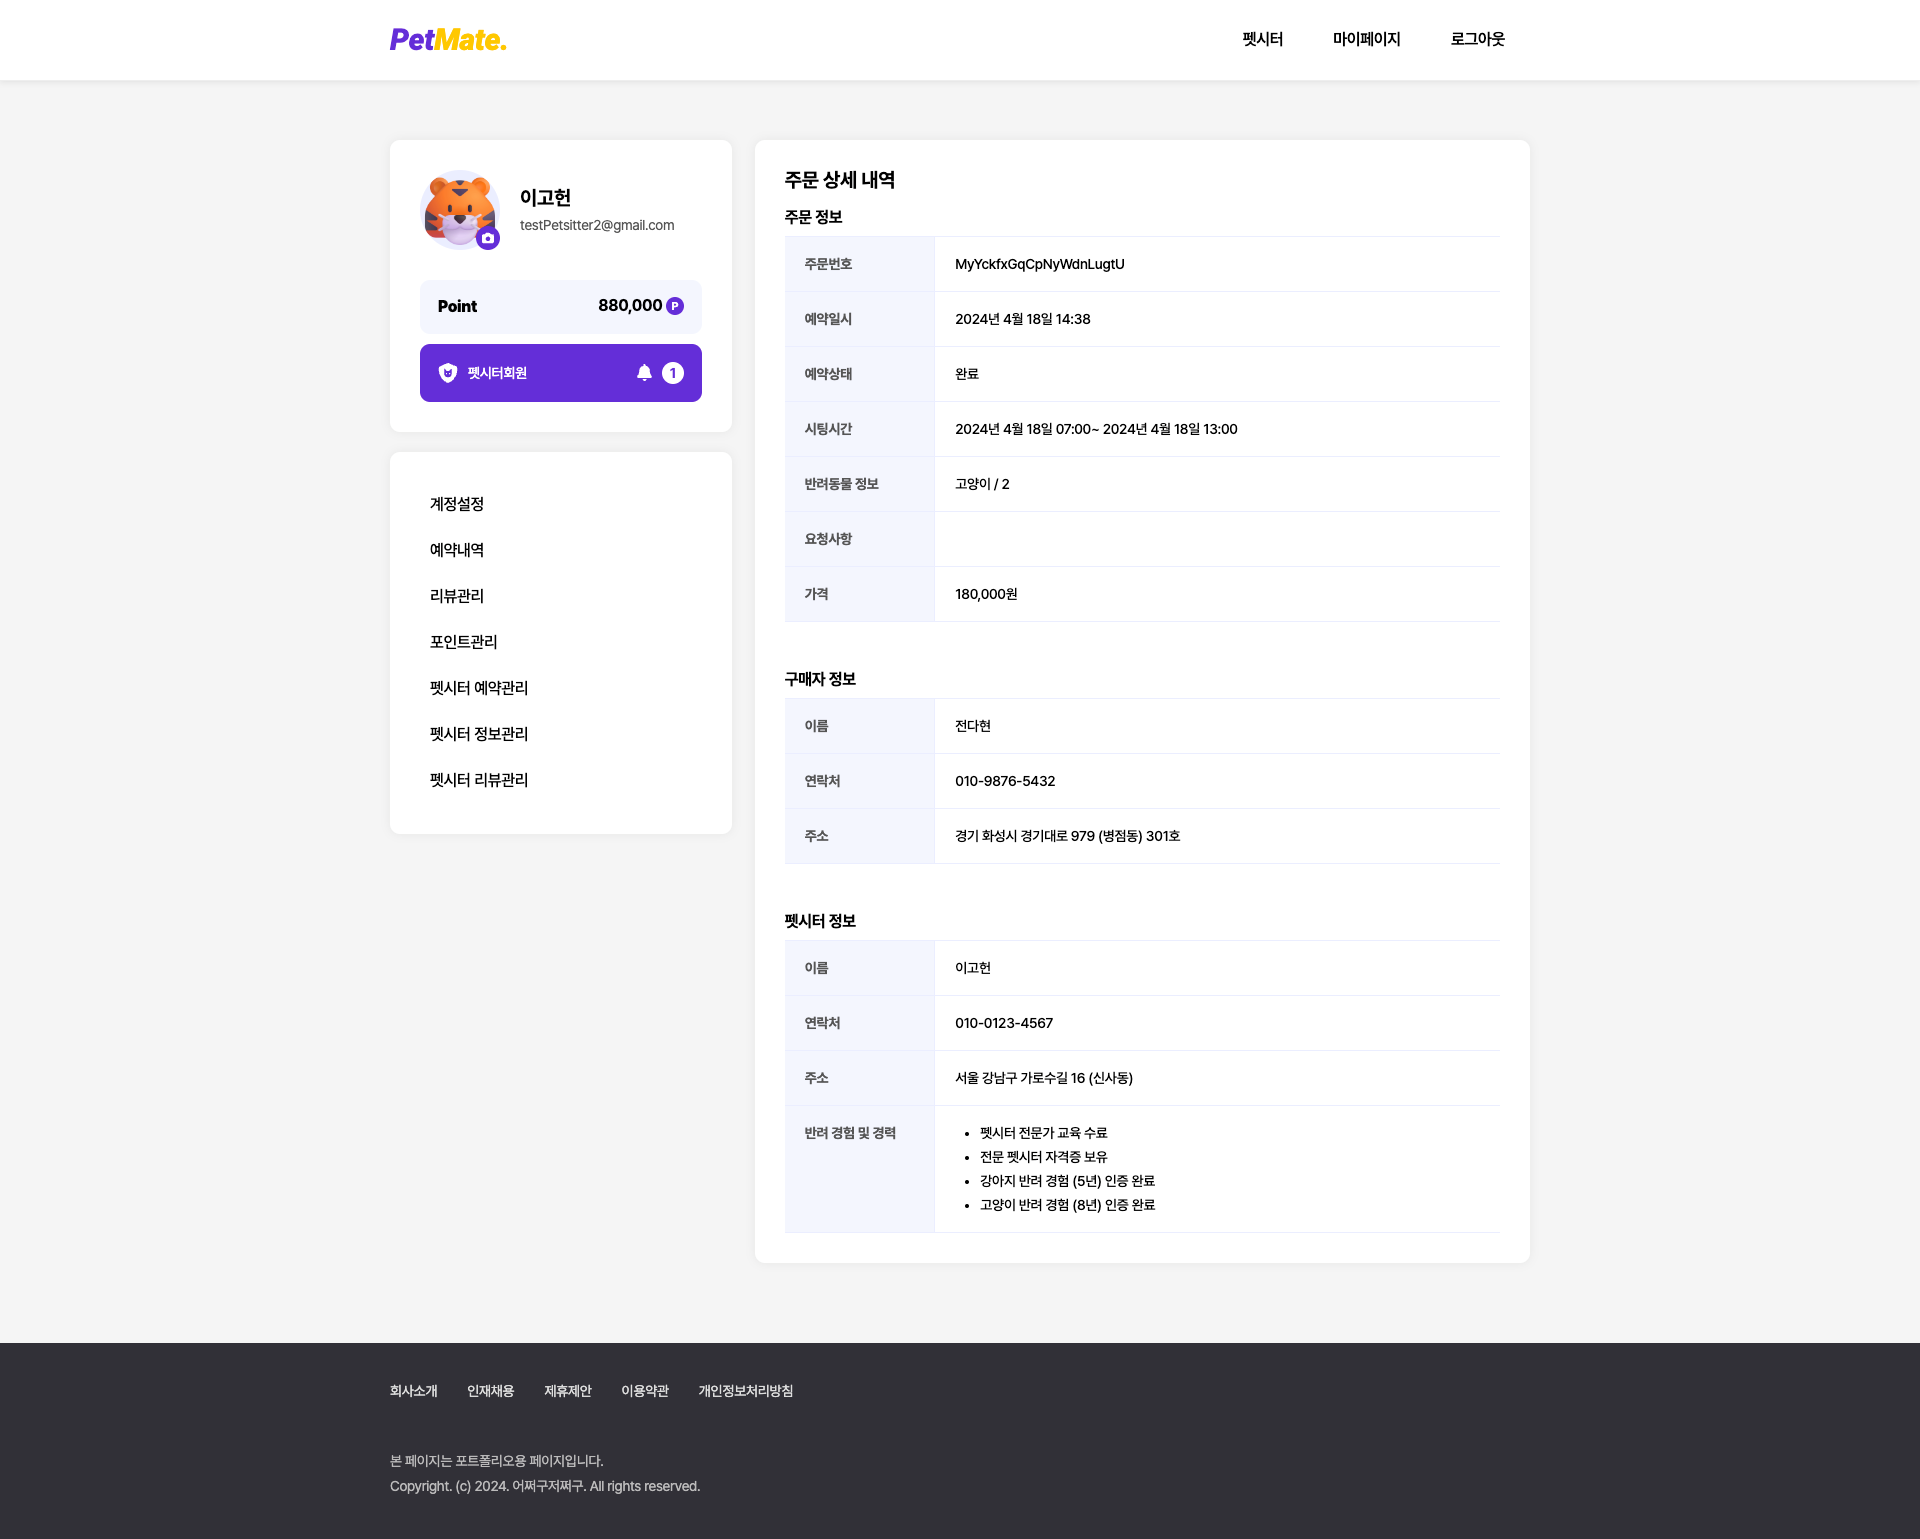 PetMate.
펫시터 마이페이지 로그아웃
이고헌
testPetsitter2@gmail.com
Point 880,000 P
펫시터회원 1
계정설정
예약내역
리뷰관리
포인트관리
펫시터 예약관리
펫시터 정보관리
펫시터 리뷰관리
주문 상세 내역
주문 정보
주문번호 MyYckfxGqCpNyWdnLugtU
예약일시 2024년 4월 18일 14:38
예약상태 완료
시팅시간 2024년 4월 18일 07:00~ 2024년 4월 18일 13:00
반려동물 정보 고양이 / 2
요청사항
가격 180,000원
구매자 정보
이름 전다현
연락처 010-9876-5432
주소 경기 화성시 경기대로 979 (병점동) 301호
펫시터 정보
이름 이고헌
연락처 010-0123-4567
주소 서울 강남구 가로수길 16 (신사동)
반려 경험 및 경력
• 펫시터 전문가 교육 수료
• 전문 펫시터 자격증 보유
• 강아지 반려 경험 (5년) 인증 완료
• 고양이 반려 경험 (8년) 인증 완료
회사소개 인재채용 제휴제안 이용약관 개인정보처리방침
본 페이지는 포트폴리오용 페이지입니다.
Copyright. (c) 2024. 어쩌구저쩌구. All rights reserved.